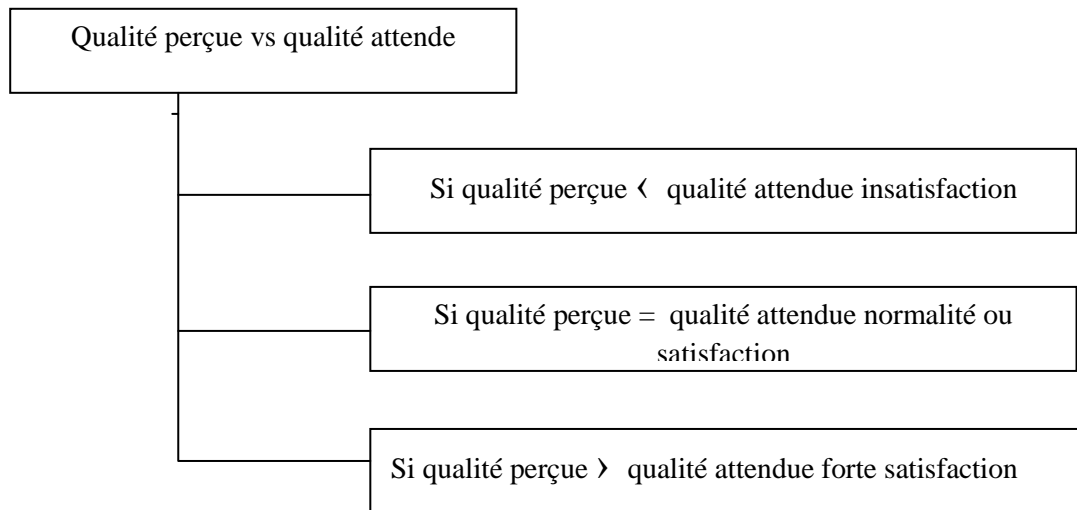 Qualité perçue vs qualité attende
Si qualité perçue ‹ qualité attendue insatisfaction
Si qualité perçue = qualité attendue normalité ou
satisfaction
Si qualité perçue › qualité attendue forte satisfaction